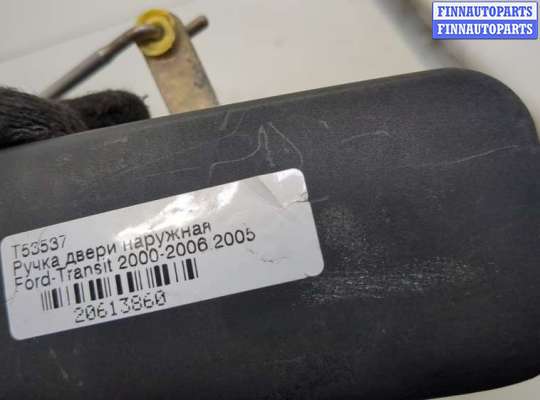 FINNAUTOPARTS
FINNAUTOPARTS
T53537
Ручка двери наружная
Ford-Transit 2000-2006 2005
20613860